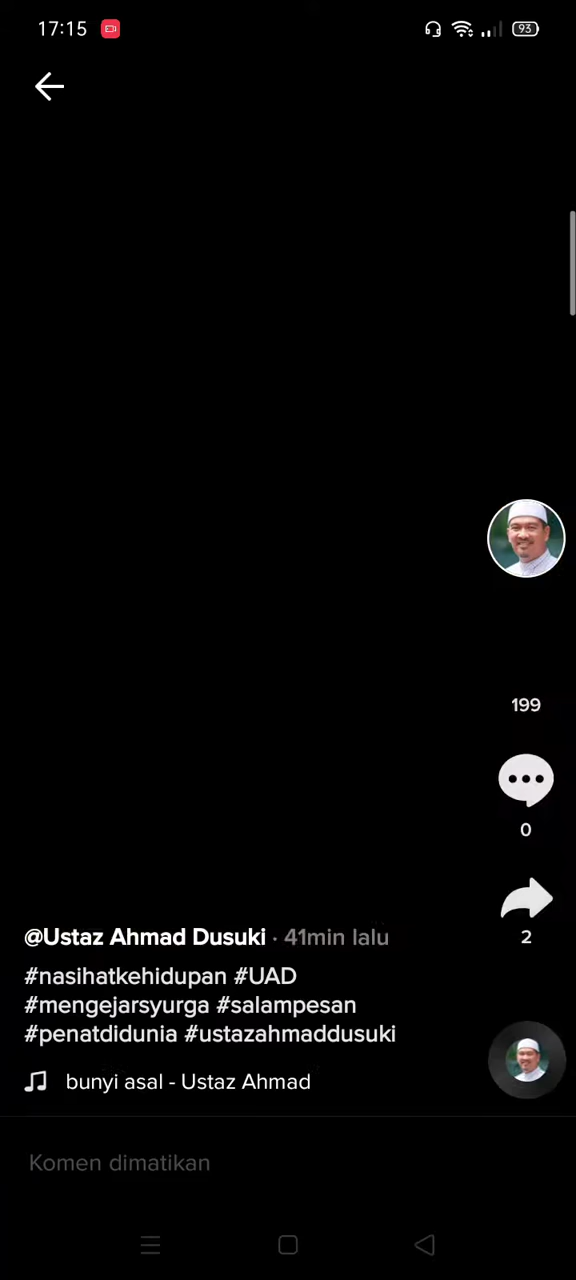 17:15
93
199
0
2
@Ustaz Ahmad Dusuki · 41min lalu
#nasihatkehidupan #UAD
#mengejarsyurga #salampesan
#penatdidunia #ustazahmaddusuki
bunyi asal - Ustaz Ahmad
Komen dimatikan